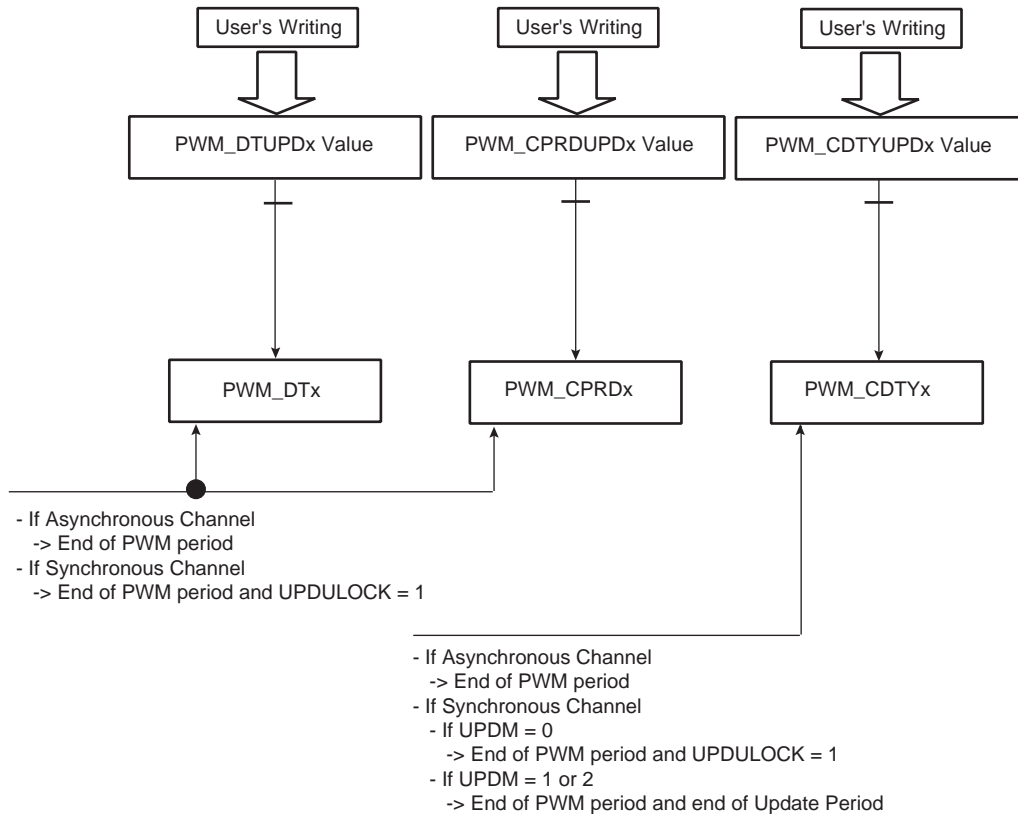 User's Writing
User's Writing
User's Writing
PWM_DTUPDx Value
PWM_CPRDUPDx Value
PWM_CDTYUPDx Value
PWM_DTx
PWM_CPRDx
PWM_CDTYx
- If Asynchronous Channel
-> End of PWM period
- If Synchronous Channel
-> End of PWM period and UPDULOCK = 1
- If Asynchronous Channel
-> End of PWM period
- If Synchronous Channel
- If UPDM = 0
-> End of PWM period and UPDULOCK = 1
- If UPDM = 1 or 2
-> End of PWM period and end of Update Period